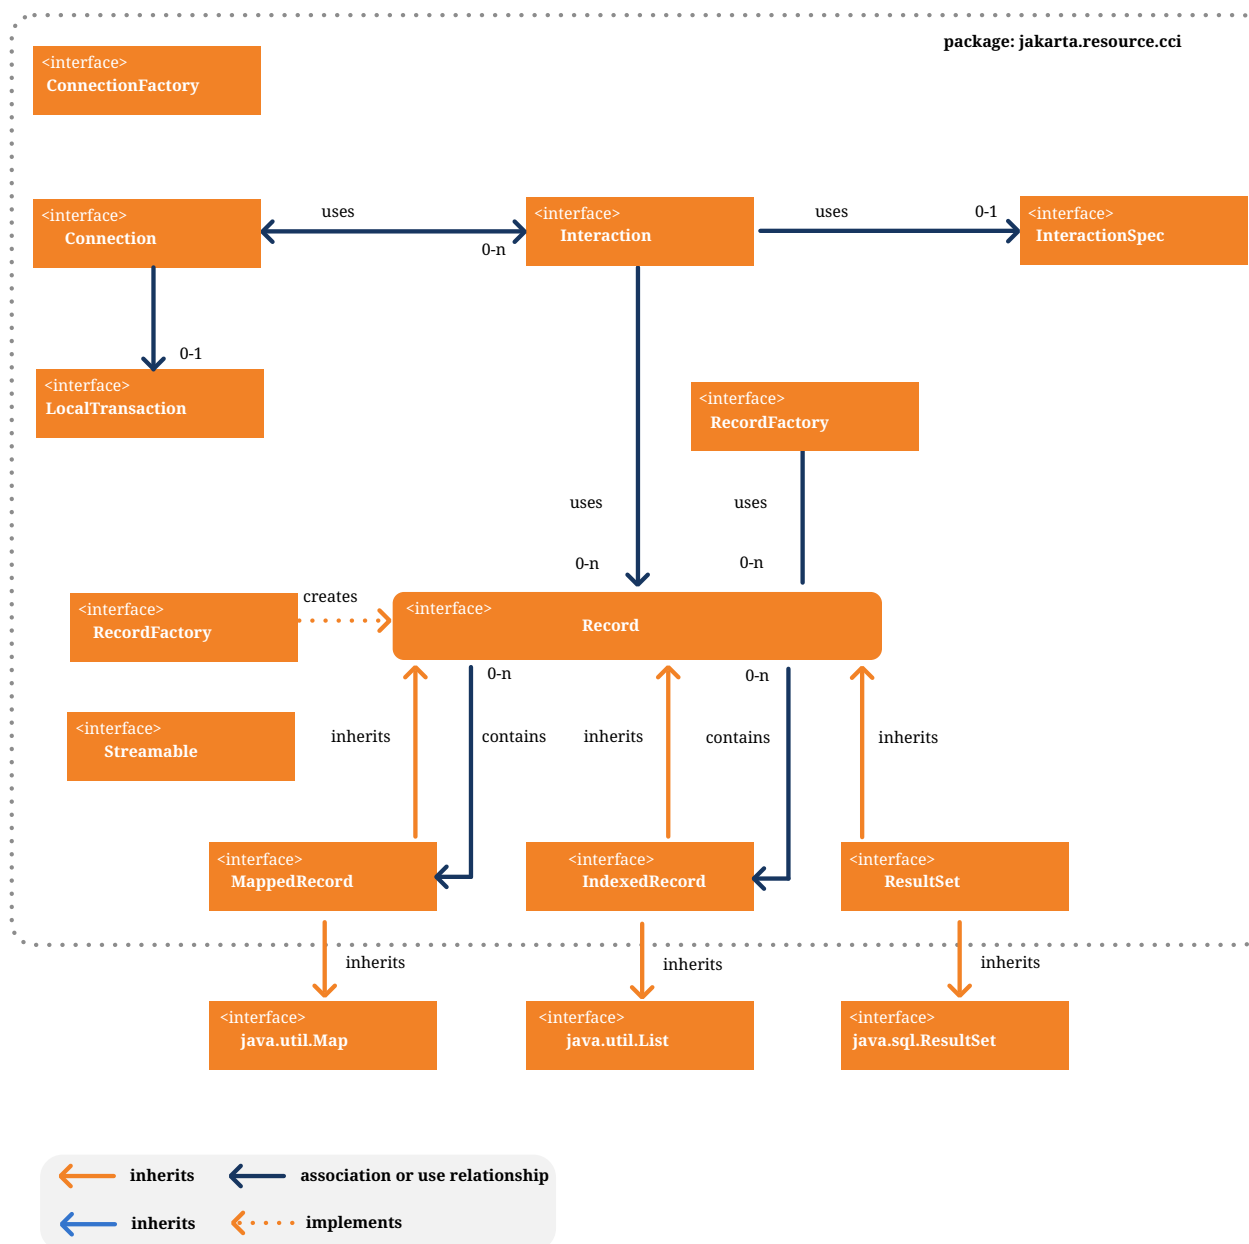 package: jakarta.resource.cci
<interface>
ConnectionFactory
<interface>
Connection
uses
0-n
<interface>
Interaction
uses
0-1
<interface>
InteractionSpec
0-1
<interface>
LocalTransaction
<interface>
RecordFactory
uses
0-n
uses
0-n
<interface>
RecordFactory
creates
<interface>
Record
<interface>
Streamable
inherits
0-n
contains
inherits
0-n
contains
inherits
<interface>
MappedRecord
<interface>
IndexedRecord
<interface>
ResultSet
inherits
inherits
inherits
<interface>
java.util.Map
<interface>
java.util.List
<interface>
java.sql.ResultSet
inherits
association or use relationship
inherits
implements